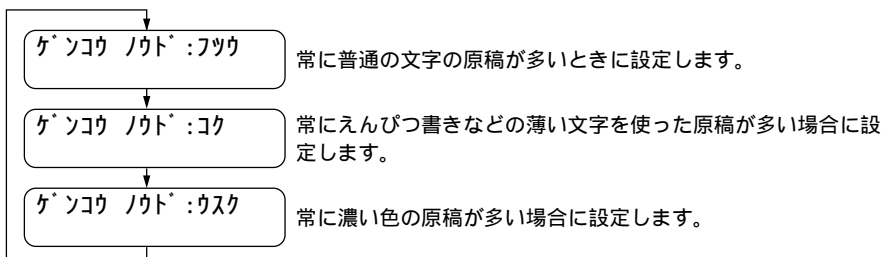 ｹﾞﾝｺｳ ﾉｳﾄﾞ:ﾌﾂｳ
常に普通の文字の原稿が多いときに設定します。
ｹﾞﾝｺｳ ﾉｳﾄﾞ:ｺｸ
常にえんぴつ書きなどの薄い文字を使った原稿が多い場合に設
定します。
ｹﾞﾝｺｳ ﾉｳﾄﾞ:ｳｽｸ
常に濃い色の原稿が多い場合に設定します。